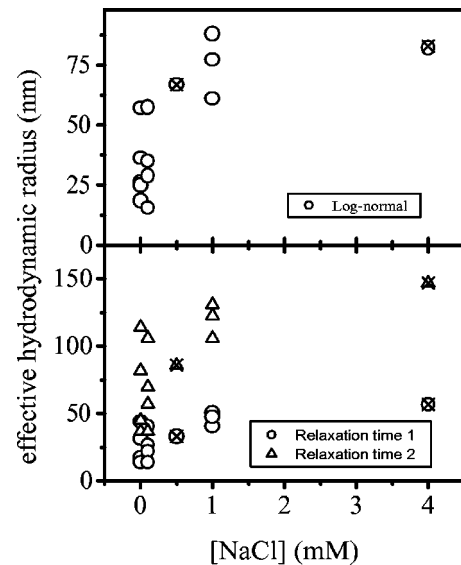 effective hydrodynamic radius (nm)
75
50
25
0
Log-normal
150
100
50
0
Relaxation time 1
Relaxation time 2
0 1 2 3 4
[NaCl] (mM)